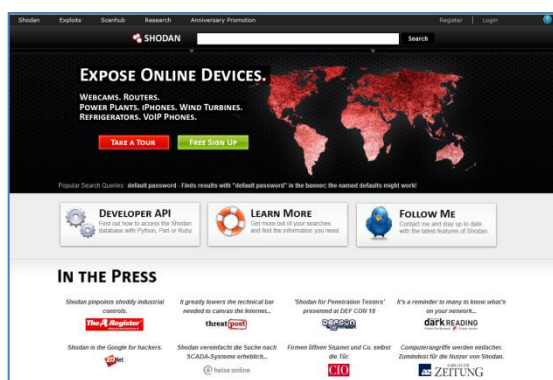 Shodan Exploits Scanhub Research Anniversary Promotion Register Login
SHODAN Search
EXPOSE ONLINE DEVICES.
WEBCAMS. ROUTERS.
POWER PLANTS. IPHONES. WIND TURBINES.
REFRIGERATORS. VOIP PHONES.
TAKE A TOUR FREE SIGN UP
Popular Search Queries: default password - Finds results with "default password" in the banner; the named defaults might work!
DEVELOPER API
Find out how to access the Shodan
database with Python, Perl or Ruby
LEARN MORE
Get more out of your searches
and find the information you need.
FOLLOW ME
Contact me and stay up to date
with the latest features of Shodan.
IN THE PRESS
Shodan pinpoints shoddy industrial
controls.
The A Register
It greatly lowers the technical bar
needed to canvas the Internet...
threatpost
'Shodan for Penetration Testers'
presented at DEF CON 18
DEFCON
It's a reminder to many to know what's
on your network...
dark READING
Shodan is the Google for hackers.
ZDNet
Shodan vereinfacht die Suche nach
SCADA-Systeme erheblich...
heise online
Firmen öffnen Stuxnet und Co. selbst
die Tür.
CIO
Computerangriffe werden einfacher.
Zumindest für die Nutzer von Shodan.
az ZEITUNG